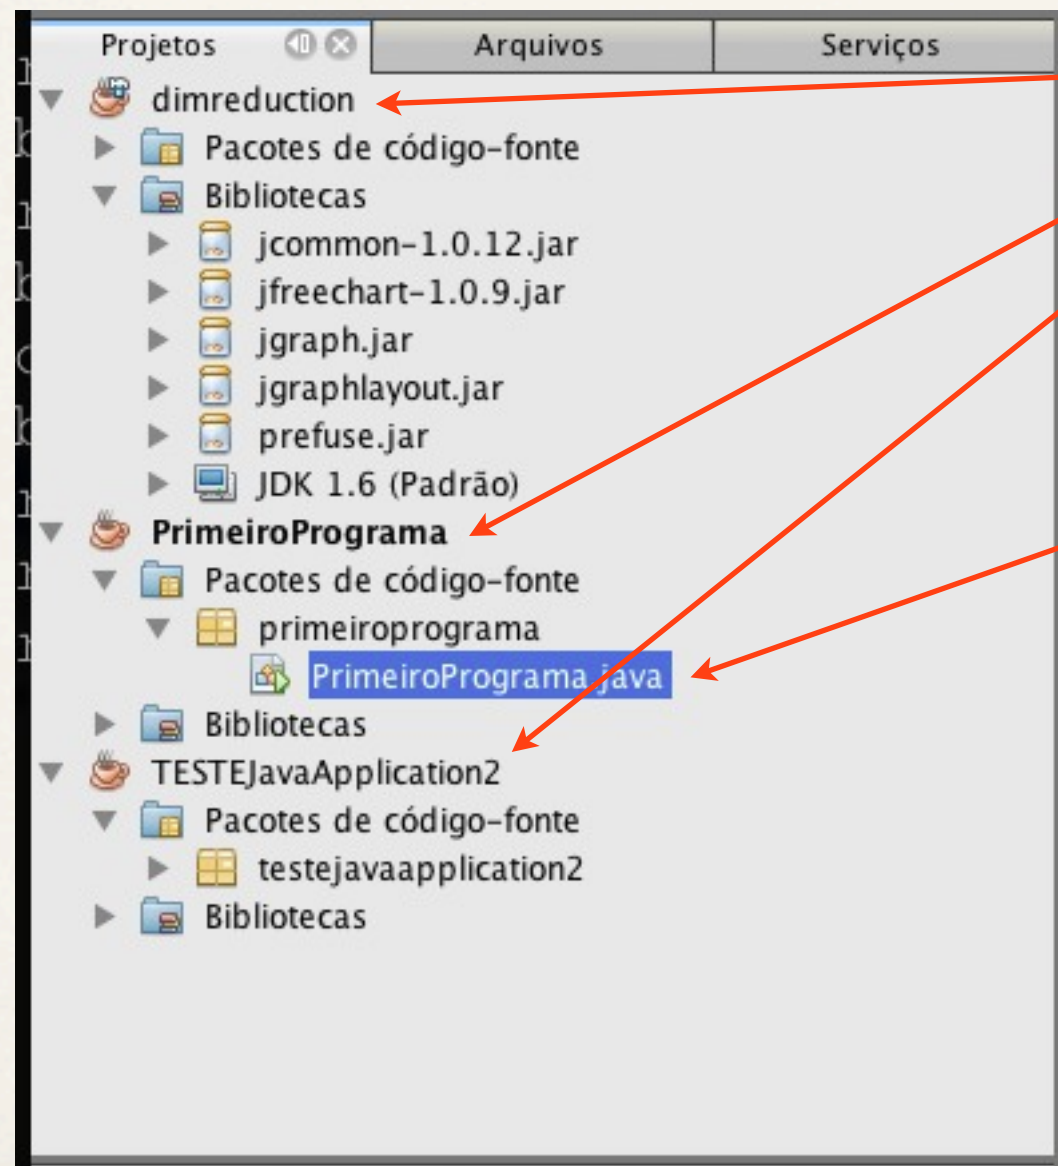 Projetos Arquivos Serviços
dimreduction
Pacotes de código-fonte
Bibliotecas
jcommon-1.0.12.jar
jfreechart-1.0.9.jar
jgraph.jar
jgraphlayout.jar
prefuse.jar
JDK 1.6 (Padrão)
PrimeiroPrograma
Pacotes de código-fonte
primeiroprograma
PrimeiroPrograma.java
Bibliotecas
TESTEJavaApplication2
Pacotes de código-fonte
testejavaapplication2
Bibliotecas